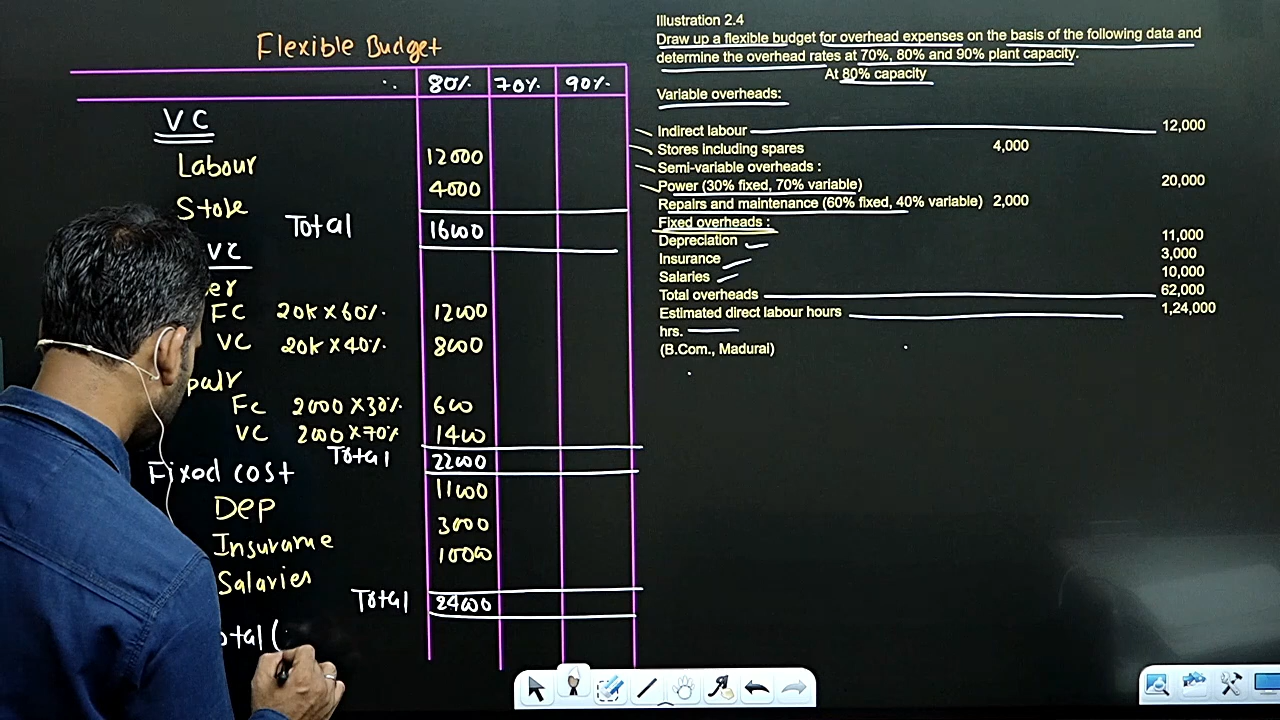 Flexible Budget
80% 70% 90%
VC
Labour 12000
Store 4000
Total 16000
VC
er
FC 20k × 60% 12000
VC 20k × 40% 8000
pair
FC 2000 × 30% 600
VC 2000 × 70% 1400
Total 22000
Fixed cost
Dep 11000
Insurance 3000
Salaries 10000
Total 24000
otal (
Illustration 2.4
Draw up a flexible budget for overhead expenses on the basis of the following data and
determine the overhead rates at 70%, 80% and 90% plant capacity.
At 80% capacity
Variable overheads:
Indirect labour 12,000
Stores including spares 4,000
Semi-variable overheads :
Power (30% fixed, 70% variable) 20,000
Repairs and maintenance (60% fixed, 40% variable) 2,000
Fixed overheads :
Depreciation 11,000
Insurance 3,000
Salaries 10,000
Total overheads 62,000
Estimated direct labour hours 1,24,000
hrs.
(B.Com., Madurai)